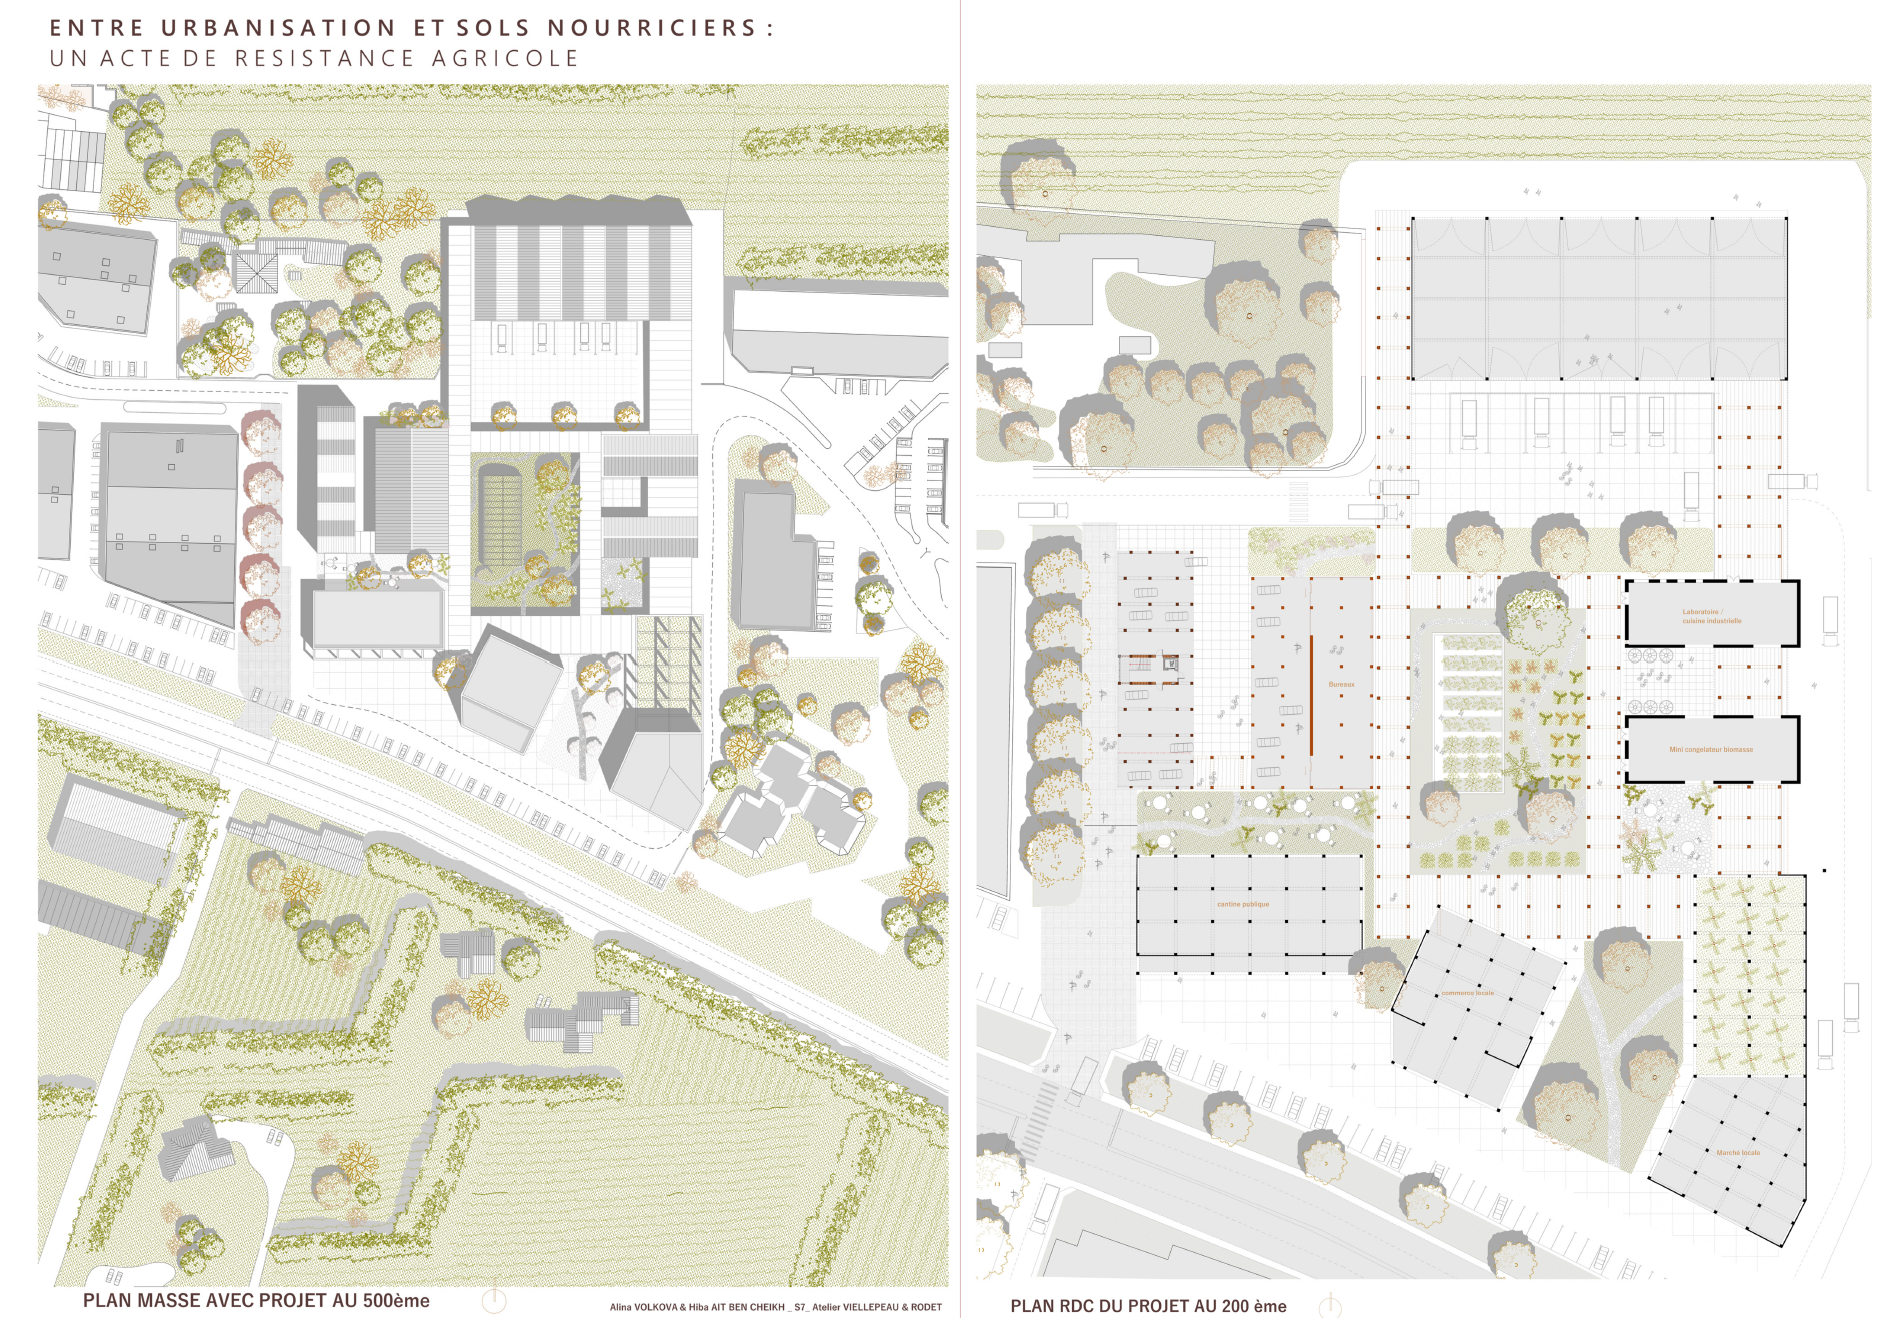 ENTRE URBANISATION ET SOLS NOURRICIERS :
UN ACTE DE RESISTANCE AGRICOLE
Laboratoire /
cuisine industrielle
Bureaux
Mini congelateur biomasse
cantine publique
commerce locale
Marché locale
PLAN MASSE AVEC PROJET AU 500ème
Alina VOLKOVA & Hiba AIT BEN CHEIKH _ S7_ Atelier VIELLEPEAU & RODET
PLAN RDC DU PROJET AU 200 ème